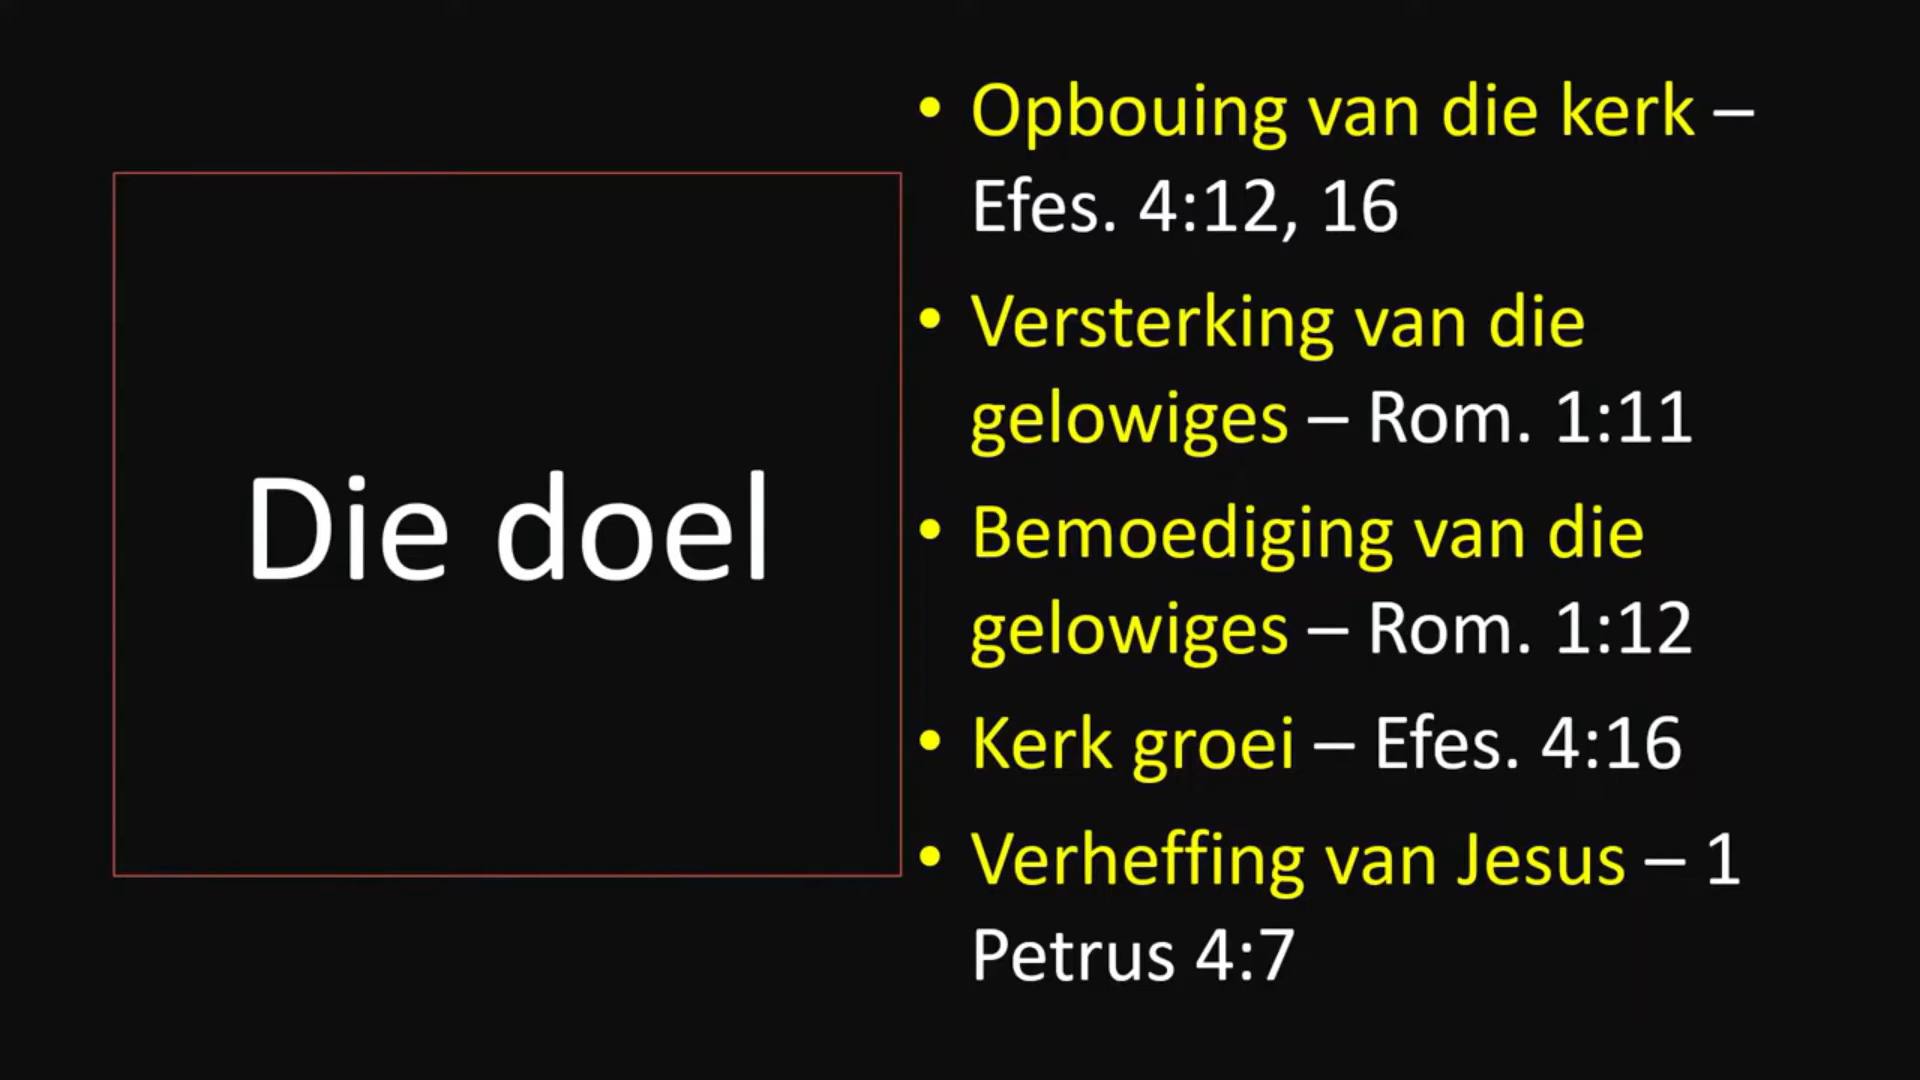 Die doel
• Opbouing van die kerk –
Efes. 4:12, 16
• Versterking van die
gelowiges – Rom. 1:11
• Bemoediging van die
gelowiges – Rom. 1:12
• Kerk groei – Efes. 4:16
• Verheffing van Jesus – 1
Petrus 4:7